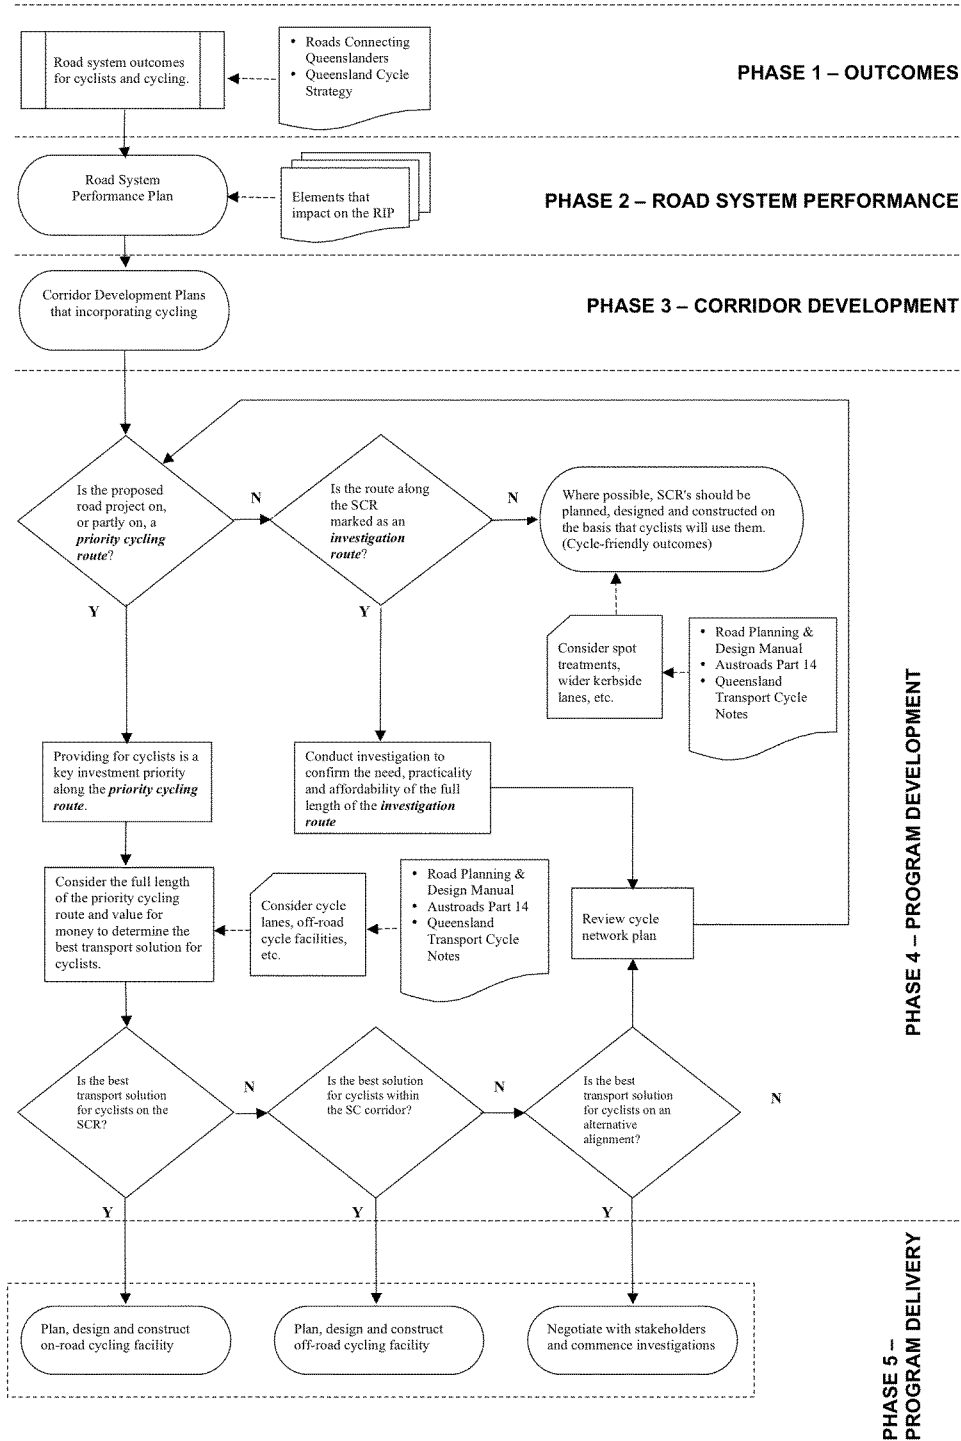 Road system outcomes
for cyclists and cycling.
• Roads Connecting
Queenslanders
• Queensland Cycle
Strategy
PHASE 1 – OUTCOMES
Road System
Performance Plan
Elements that
impact on the RIP
PHASE 2 – ROAD SYSTEM PERFORMANCE
Corridor Development Plans
that incorporating cycling
PHASE 3 – CORRIDOR DEVELOPMENT
Is the proposed
road project on,
or partly on, a
priority cycling
route?
N
Y
Is the route along
the SCR
marked as an
investigation
route?
N
Y
Where possible, SCR's should be
planned, designed and constructed on
the basis that cyclists will use them.
(Cycle-friendly outcomes)
Consider spot
treatments,
wider kerbside
lanes, etc.
• Road Planning &
Design Manual
• Austroads Part 14
• Queensland
Transport Cycle
Notes
Providing for cyclists is a
key investment priority
along the priority cycling
route.
Conduct investigation to
confirm the need, practicality
and affordability of the full
length of the investigation
route
Consider the full length
of the priority cycling
route and value for
money to determine the
best transport solution for
cyclists.
Consider cycle
lanes, off-road
cycle facilities,
etc.
• Road Planning &
Design Manual
• Austroads Part 14
• Queensland
Transport Cycle
Notes
Review cycle
network plan
PHASE 4 – PROGRAM DEVELOPMENT
Is the best
transport solution
for cyclists on the
SCR?
N
Y
Is the best solution
for cyclists within
the SC corridor?
N
Y
Is the best
transport solution
for cyclists on an
alternative
alignment?
N
Y
Plan, design and construct
on-road cycling facility
Plan, design and construct
off-road cycling facility
Negotiate with stakeholders
and commence investigations
PHASE 5 –
PROGRAM DELIVERY